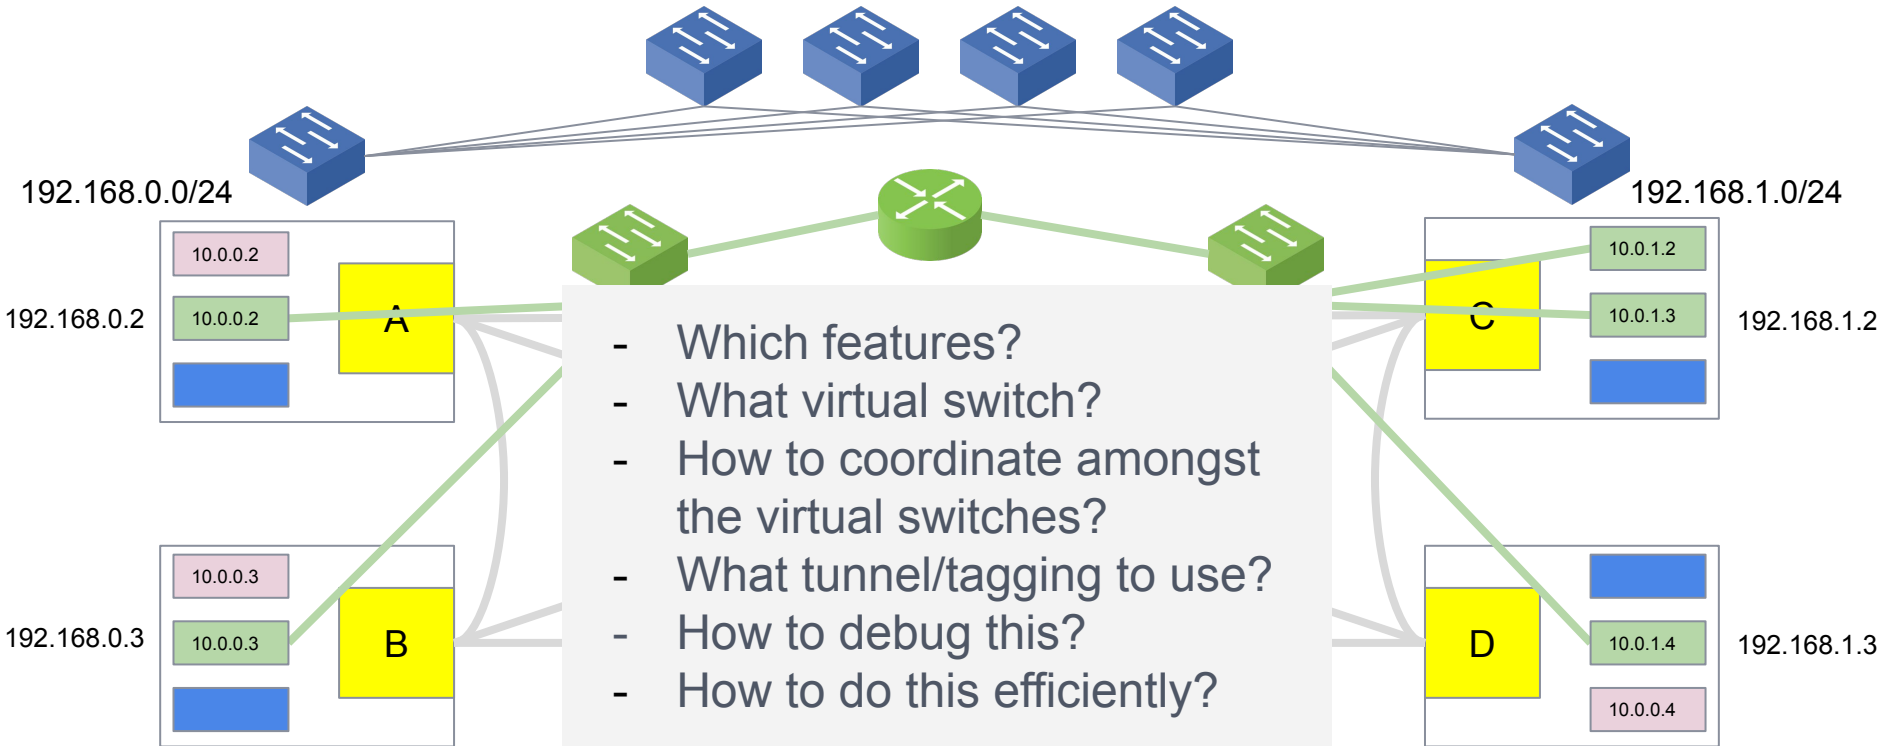 192.168.0.0/24
192.168.1.0/24
10.0.0.2
192.168.0.2
10.0.0.2
A
10.0.0.3
192.168.0.3
10.0.0.3
B
- Which features?
- What virtual switch?
- How to coordinate amongst
the virtual switches?
- What tunnel/tagging to use?
- How to debug this?
- How to do this efficiently?
10.0.1.2
C
10.0.1.3
192.168.1.2
D
10.0.1.4
192.168.1.3
10.0.0.4